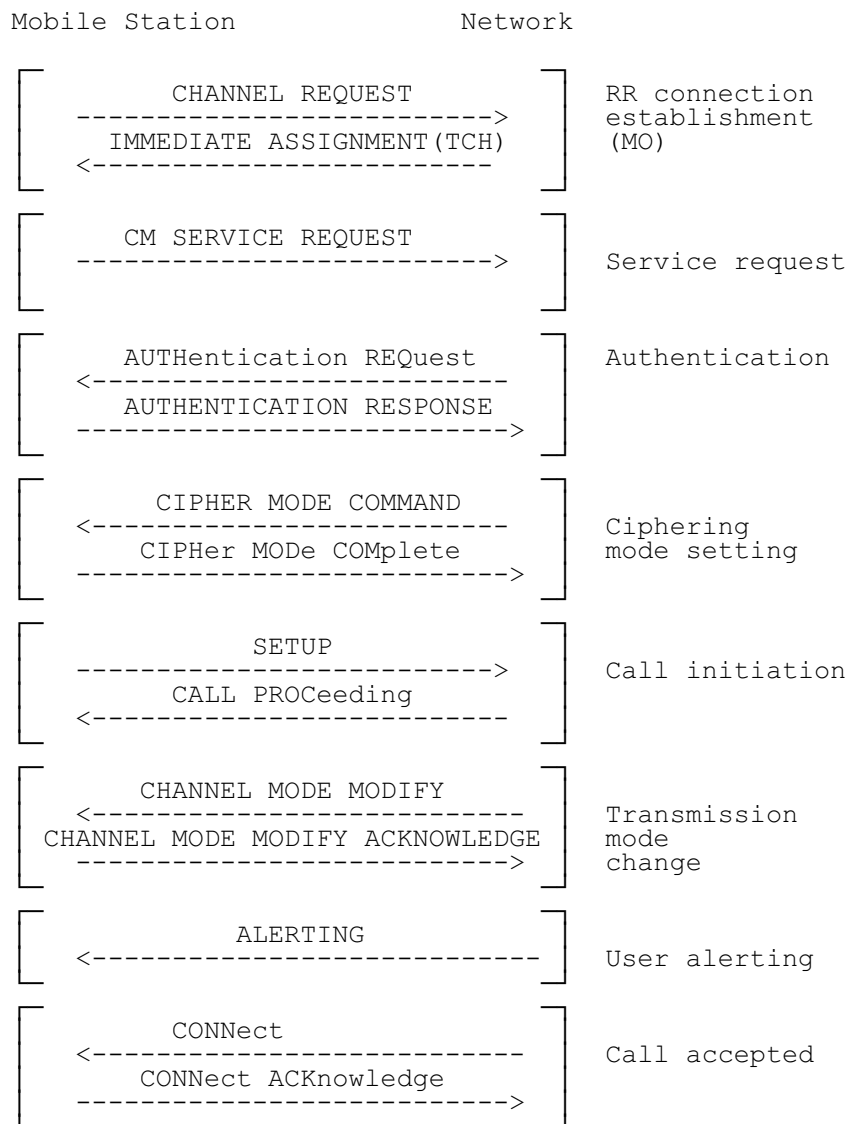 Mobile Station Network
CHANNEL REQUEST RR connection
--------------------------> establishment
IMMEDIATE ASSIGNMENT(TCH) (MO)
<-------------------------
CM SERVICE REQUEST
--------------------------> Service request
AUTHentication REQuest Authentication
<--------------------------
AUTHENTICATION RESPONSE
--------------------------->
CIPHER MODE COMMAND
<-------------------------- Ciphering
CIPHer MODe COMplete mode setting
--------------------------->
SETUP
--------------------------> Call initiation
CALL PROCeeding
<--------------------------
CHANNEL MODE MODIFY
<--------------------------- Transmission
CHANNEL MODE MODIFY ACKNOWLEDGE mode
---------------------------> change
ALERTING
<---------------------------- User alerting
CONNect
<--------------------------- Call accepted
CONNect ACKnowledge
--------------------------->